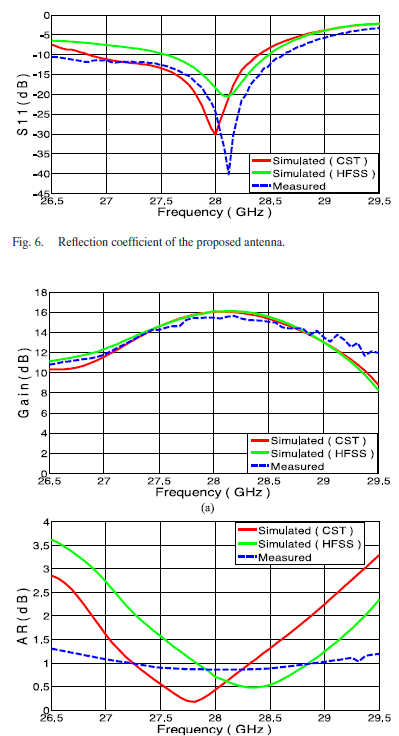 0
-5
-10
-15
-20
-25
-30
-35
-40
-45
S11(dB)
Simulated ( CST )
Simulated ( HFSS )
Measured
26.5 27 27.5 28 28.5 29 29.5
Frequency ( GHz )
Fig. 6. Reflection coefficient of the proposed antenna.
18
16
14
12
10
8
6
4
2
0
Gain(dB)
Simulated ( CST )
Simulated ( HFSS )
Measured
26.5 27 27.5 28 28.5 29 29.5
Frequency ( GHz )
(a)
4
3.5
3
2.5
2
1.5
1
0.5
0
AR(dB)
Simulated ( CST )
Simulated ( HFSS )
Measured
26.5 27 27.5 28 28.5 29 29.5
Frequency ( GHz )